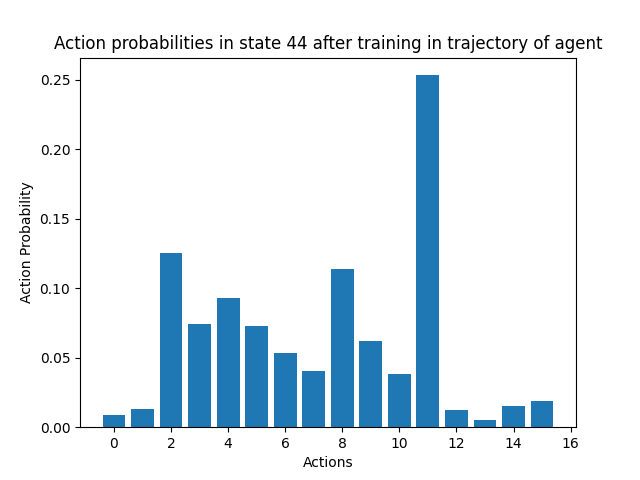 Action probabilities in state 44 after training in trajectory of agent
0.25
0.20
0.15
0.10
0.05
0.00
Action Probability
0 2 4 6 8 10 12 14 16
Actions